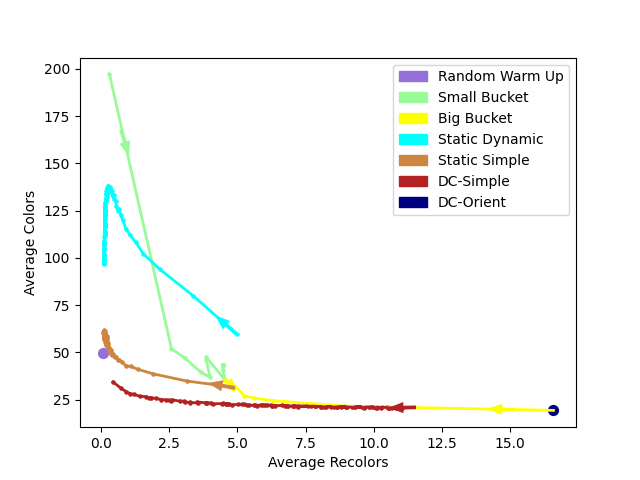 200
175
150
125
100
75
50
25
Average Colors
0.0
2.5
5.0
7.5
10.0
12.5
15.0
Average Recolors
Random Warm Up
Small Bucket
Big Bucket
Static Dynamic
Static Simple
DC-Simple
DC-Orient